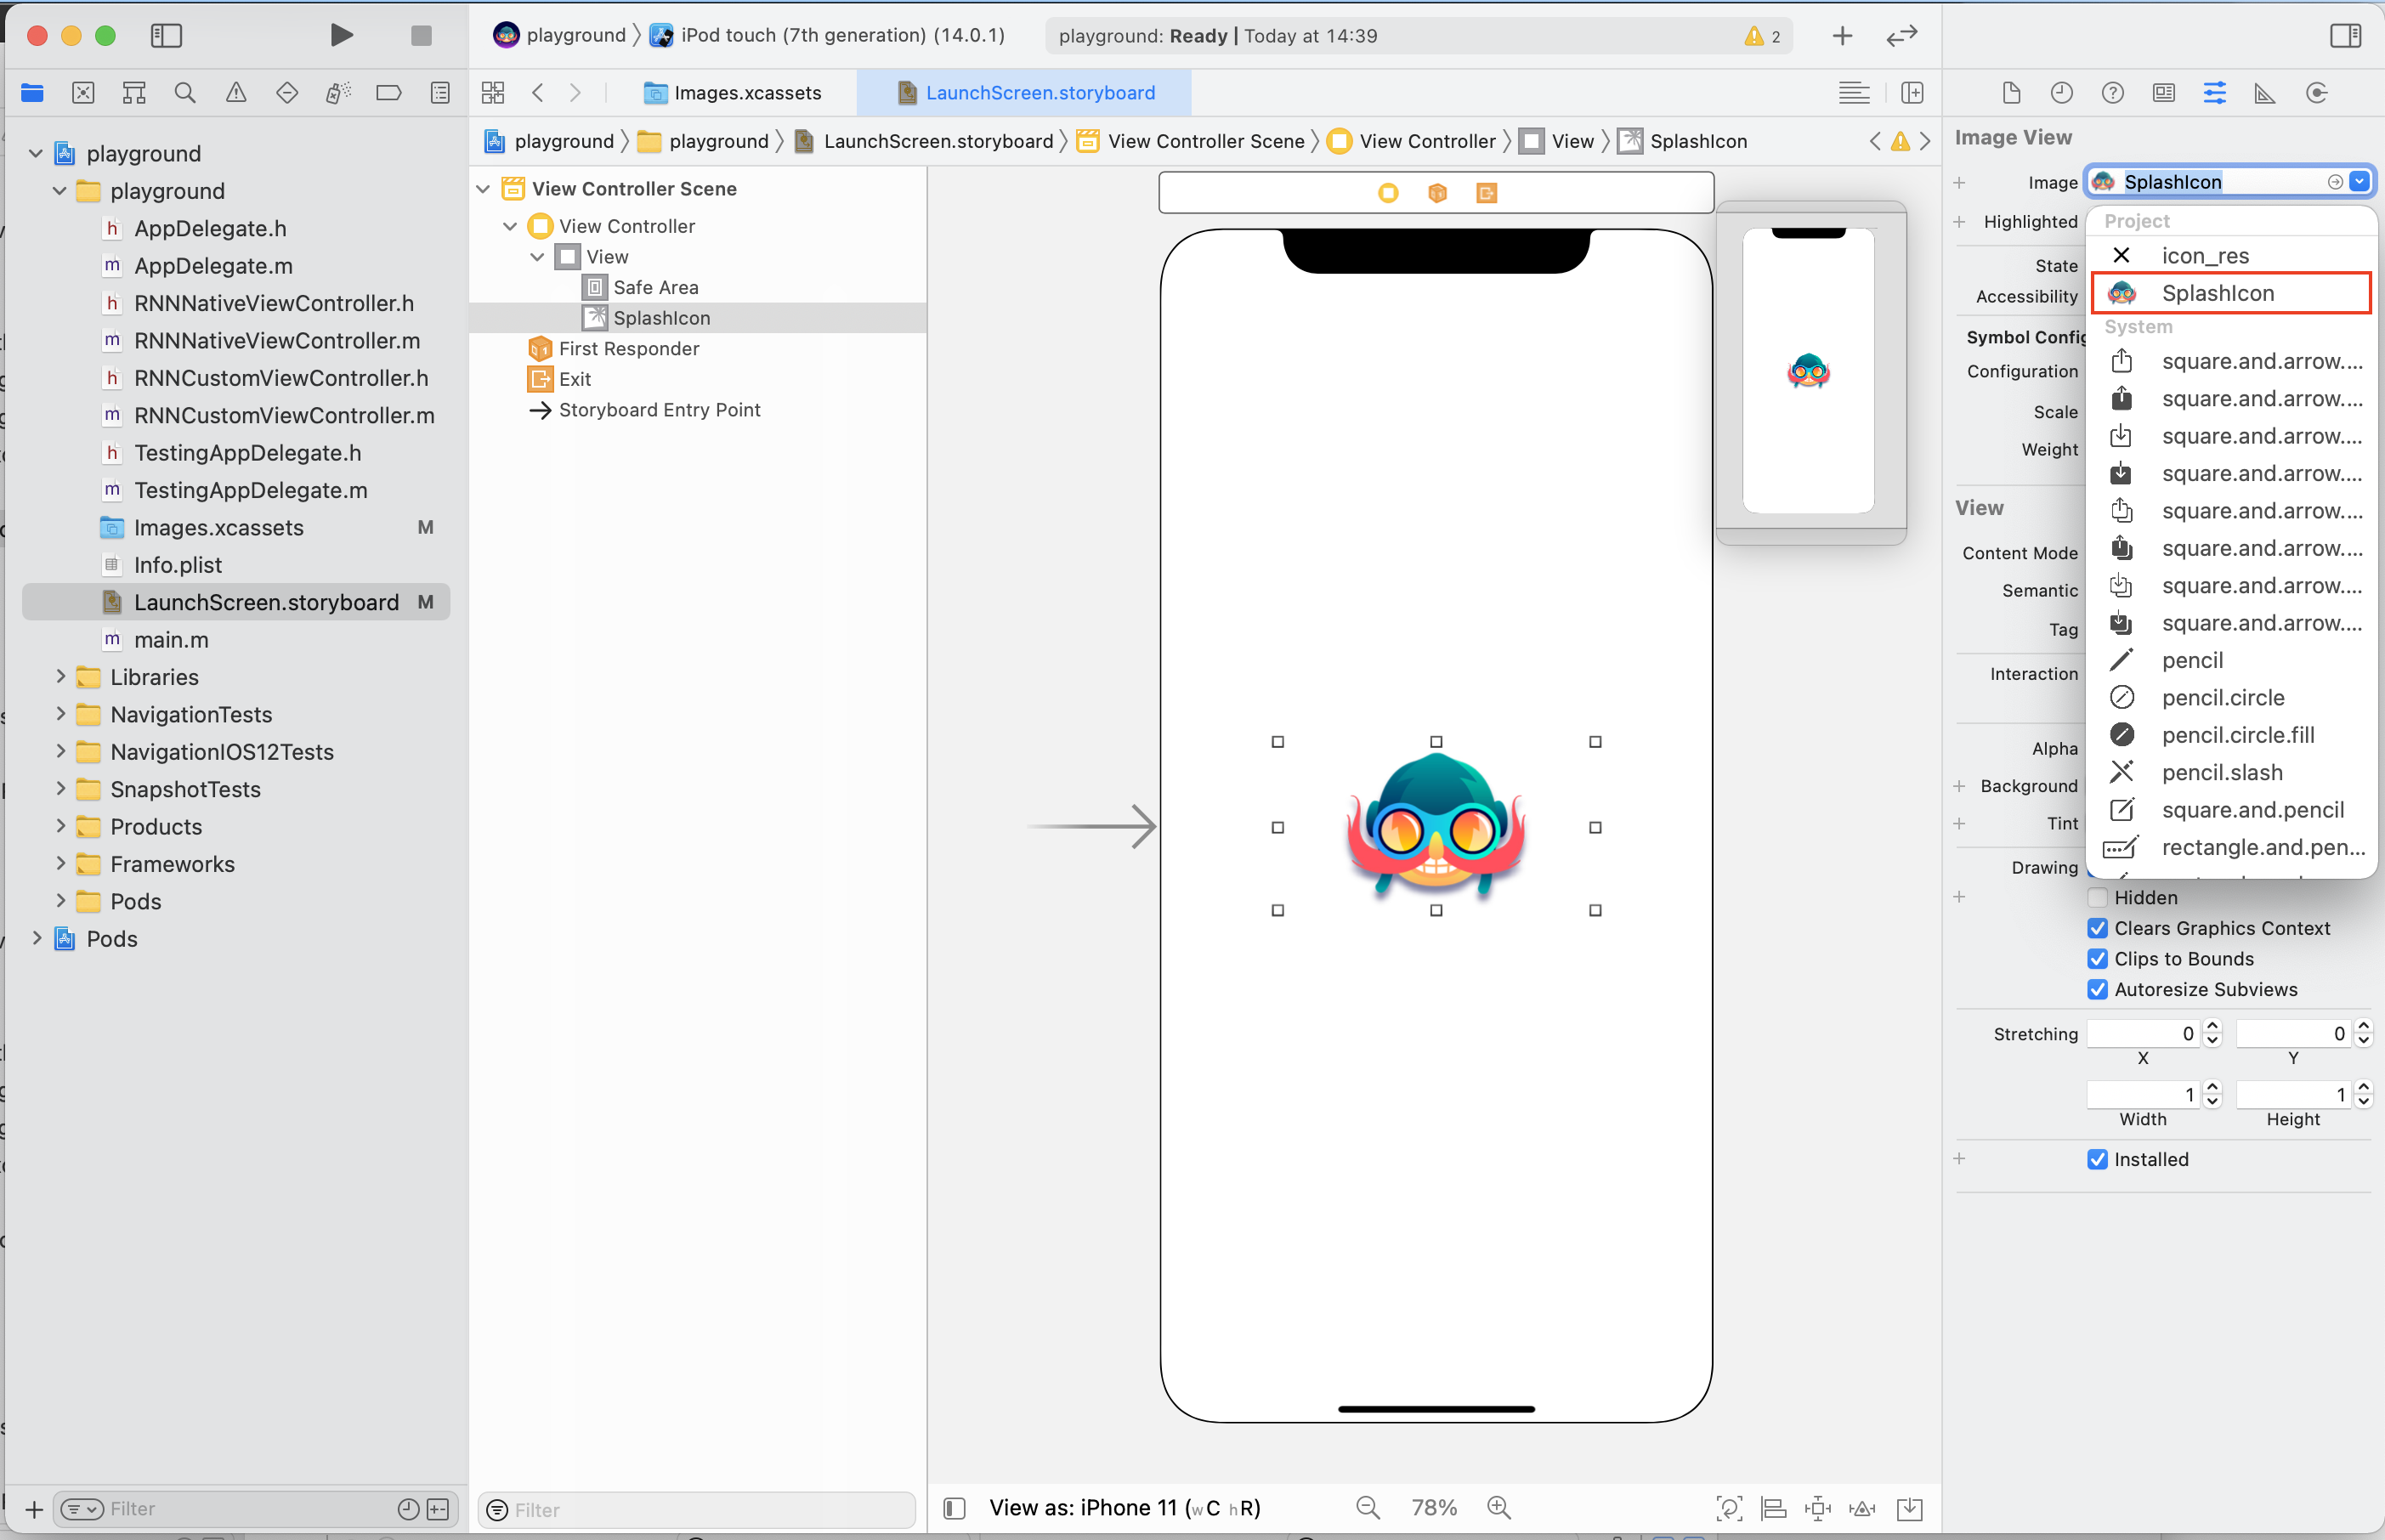 playground
iPod touch (7th generation) (14.0.1)
playground: Ready | Today at 14:39
2
Images.xcassets
LaunchScreen.storyboard
playground
playground
LaunchScreen.storyboard
View Controller Scene
View Controller
View
SplashIcon
playground
playground
h AppDelegate.h
m AppDelegate.m
h RNNNativeViewController.h
m RNNNativeViewController.m
h RNNCustomViewController.h
m RNNCustomViewController.m
h TestingAppDelegate.h
m TestingAppDelegate.m
Images.xcassets M
Info.plist
LaunchScreen.storyboard M
m main.m
Libraries
NavigationTests
NavigationIOS12Tests
SnapshotTests
Products
Frameworks
Pods
Pods
Filter
View Controller Scene
View Controller
View
Safe Area
SplashIcon
First Responder
Exit
Storyboard Entry Point
Filter
View as: iPhone 11 (wC hR)
78%
Image View
Image SplashIcon
Highlighted
State
Accessibility
Symbol Config
Configuration
Scale
Weight
View
Content Mode
Semantic
Tag
Interaction
Alpha
Background
Tint
Drawing
Project
icon_res
SplashIcon
System
square.and.arrow....
square.and.arrow....
square.and.arrow....
square.and.arrow....
square.and.arrow....
square.and.arrow....
square.and.arrow....
square.and.arrow....
pencil
pencil.circle
pencil.circle.fill
pencil.slash
square.and.pencil
rectangle.and.pen...
Hidden
Clears Graphics Context
Clips to Bounds
Autoresize Subviews
Stretching 0 0
X Y
1 1
Width Height
Installed